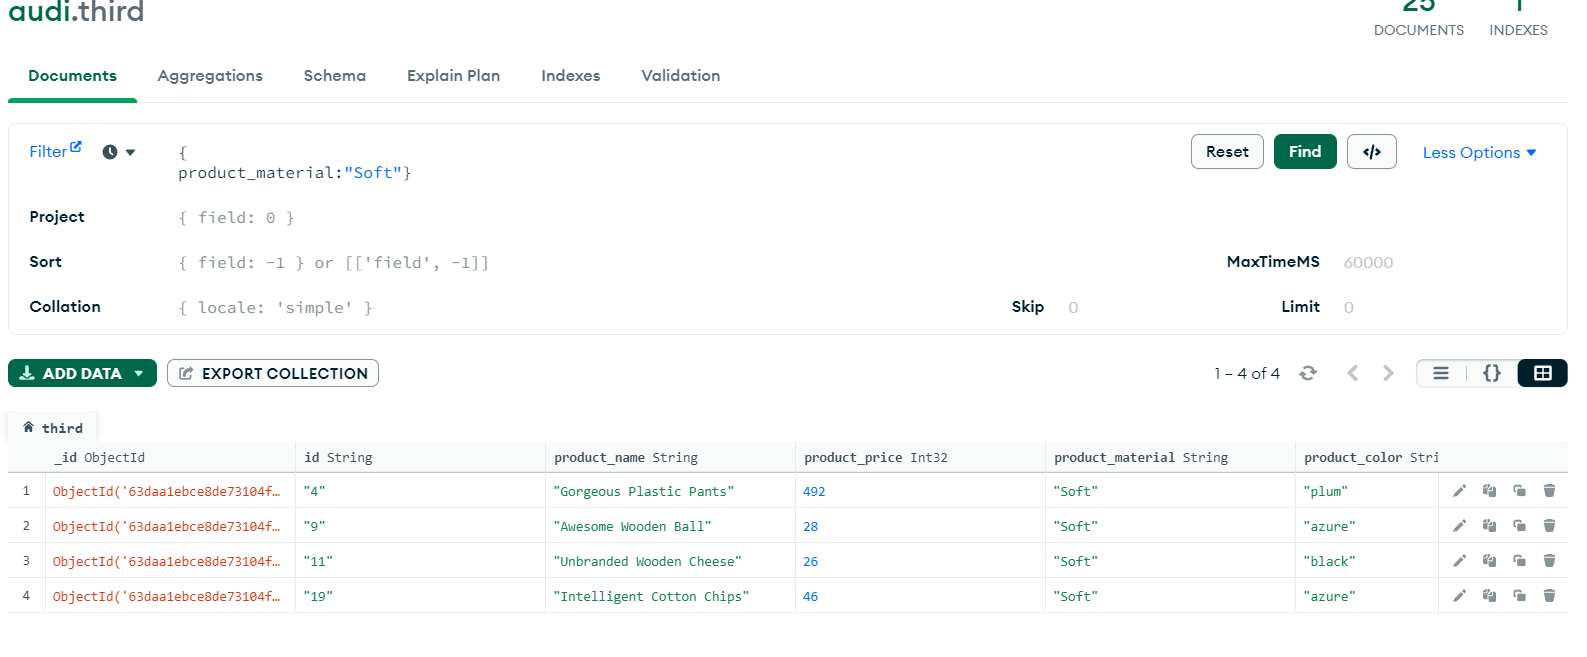 audi.third
25
1
DOCUMENTS
INDEXES
Documents Aggregations Schema Explain Plan Indexes Validation
Filter
{
product_material:"Soft"}
Reset
Find
</>
Less Options
Project
{ field: 0 }
Sort
{ field: -1 } or [['field', -1]]
MaxTimeMS
60000
Collation
{ locale: 'simple' }
Skip
0
Limit
0
ADD DATA
EXPORT COLLECTION
1 – 4 of 4
{}
third
_id ObjectId id String product_name String product_price Int32 product_material String product_color Stri
1 ObjectId('63daa1ebce8de73104f… "4" "Gorgeous Plastic Pants" 492 "Soft" "plum"
2 ObjectId('63daa1ebce8de73104f… "9" "Awesome Wooden Ball" 28 "Soft" "azure"
3 ObjectId('63daa1ebce8de73104f… "11" "Unbranded Wooden Cheese" 26 "Soft" "black"
4 ObjectId('63daa1ebce8de73104f… "19" "Intelligent Cotton Chips" 46 "Soft" "azure"